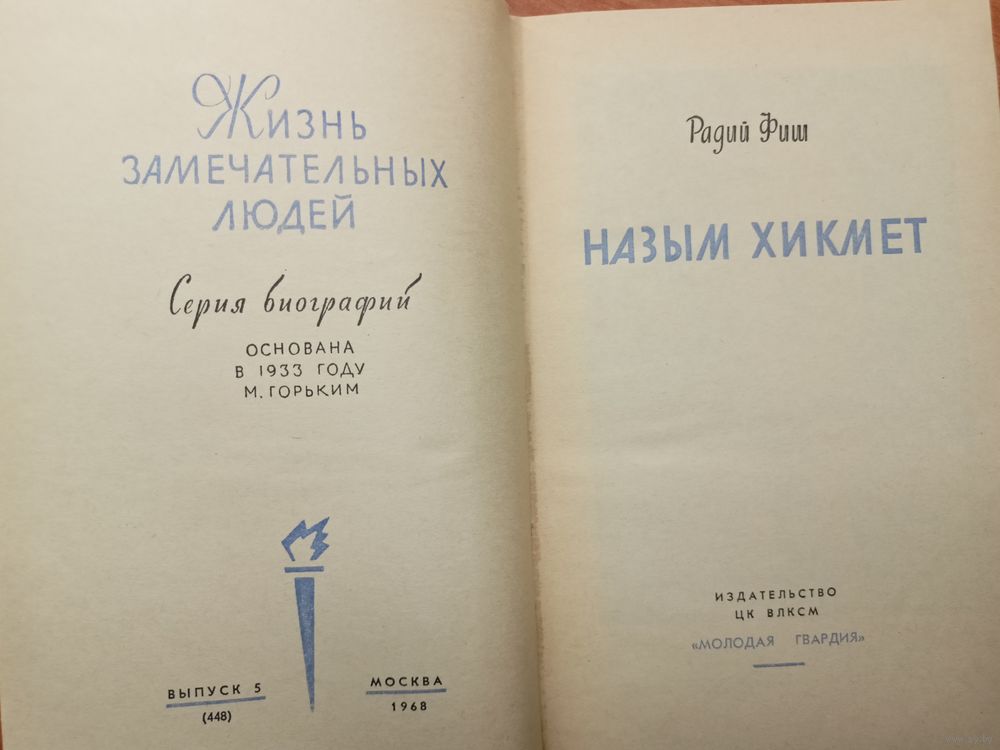 Жизнь
ЗАМЕЧАТЕЛЬНЫХ
ЛЮДЕЙ
Серия биографий
ОСНОВАНА
В 1933 ГОДУ
М. ГОРЬКИМ
ВЫПУСК 5
(448)
МОСКВА
1968
Радий Фиш
НАЗЫМ ХИКМЕТ
ИЗДАТЕЛЬСТВО
ЦК ВЛКСМ
«МОЛОДАЯ ГВАРДИЯ»